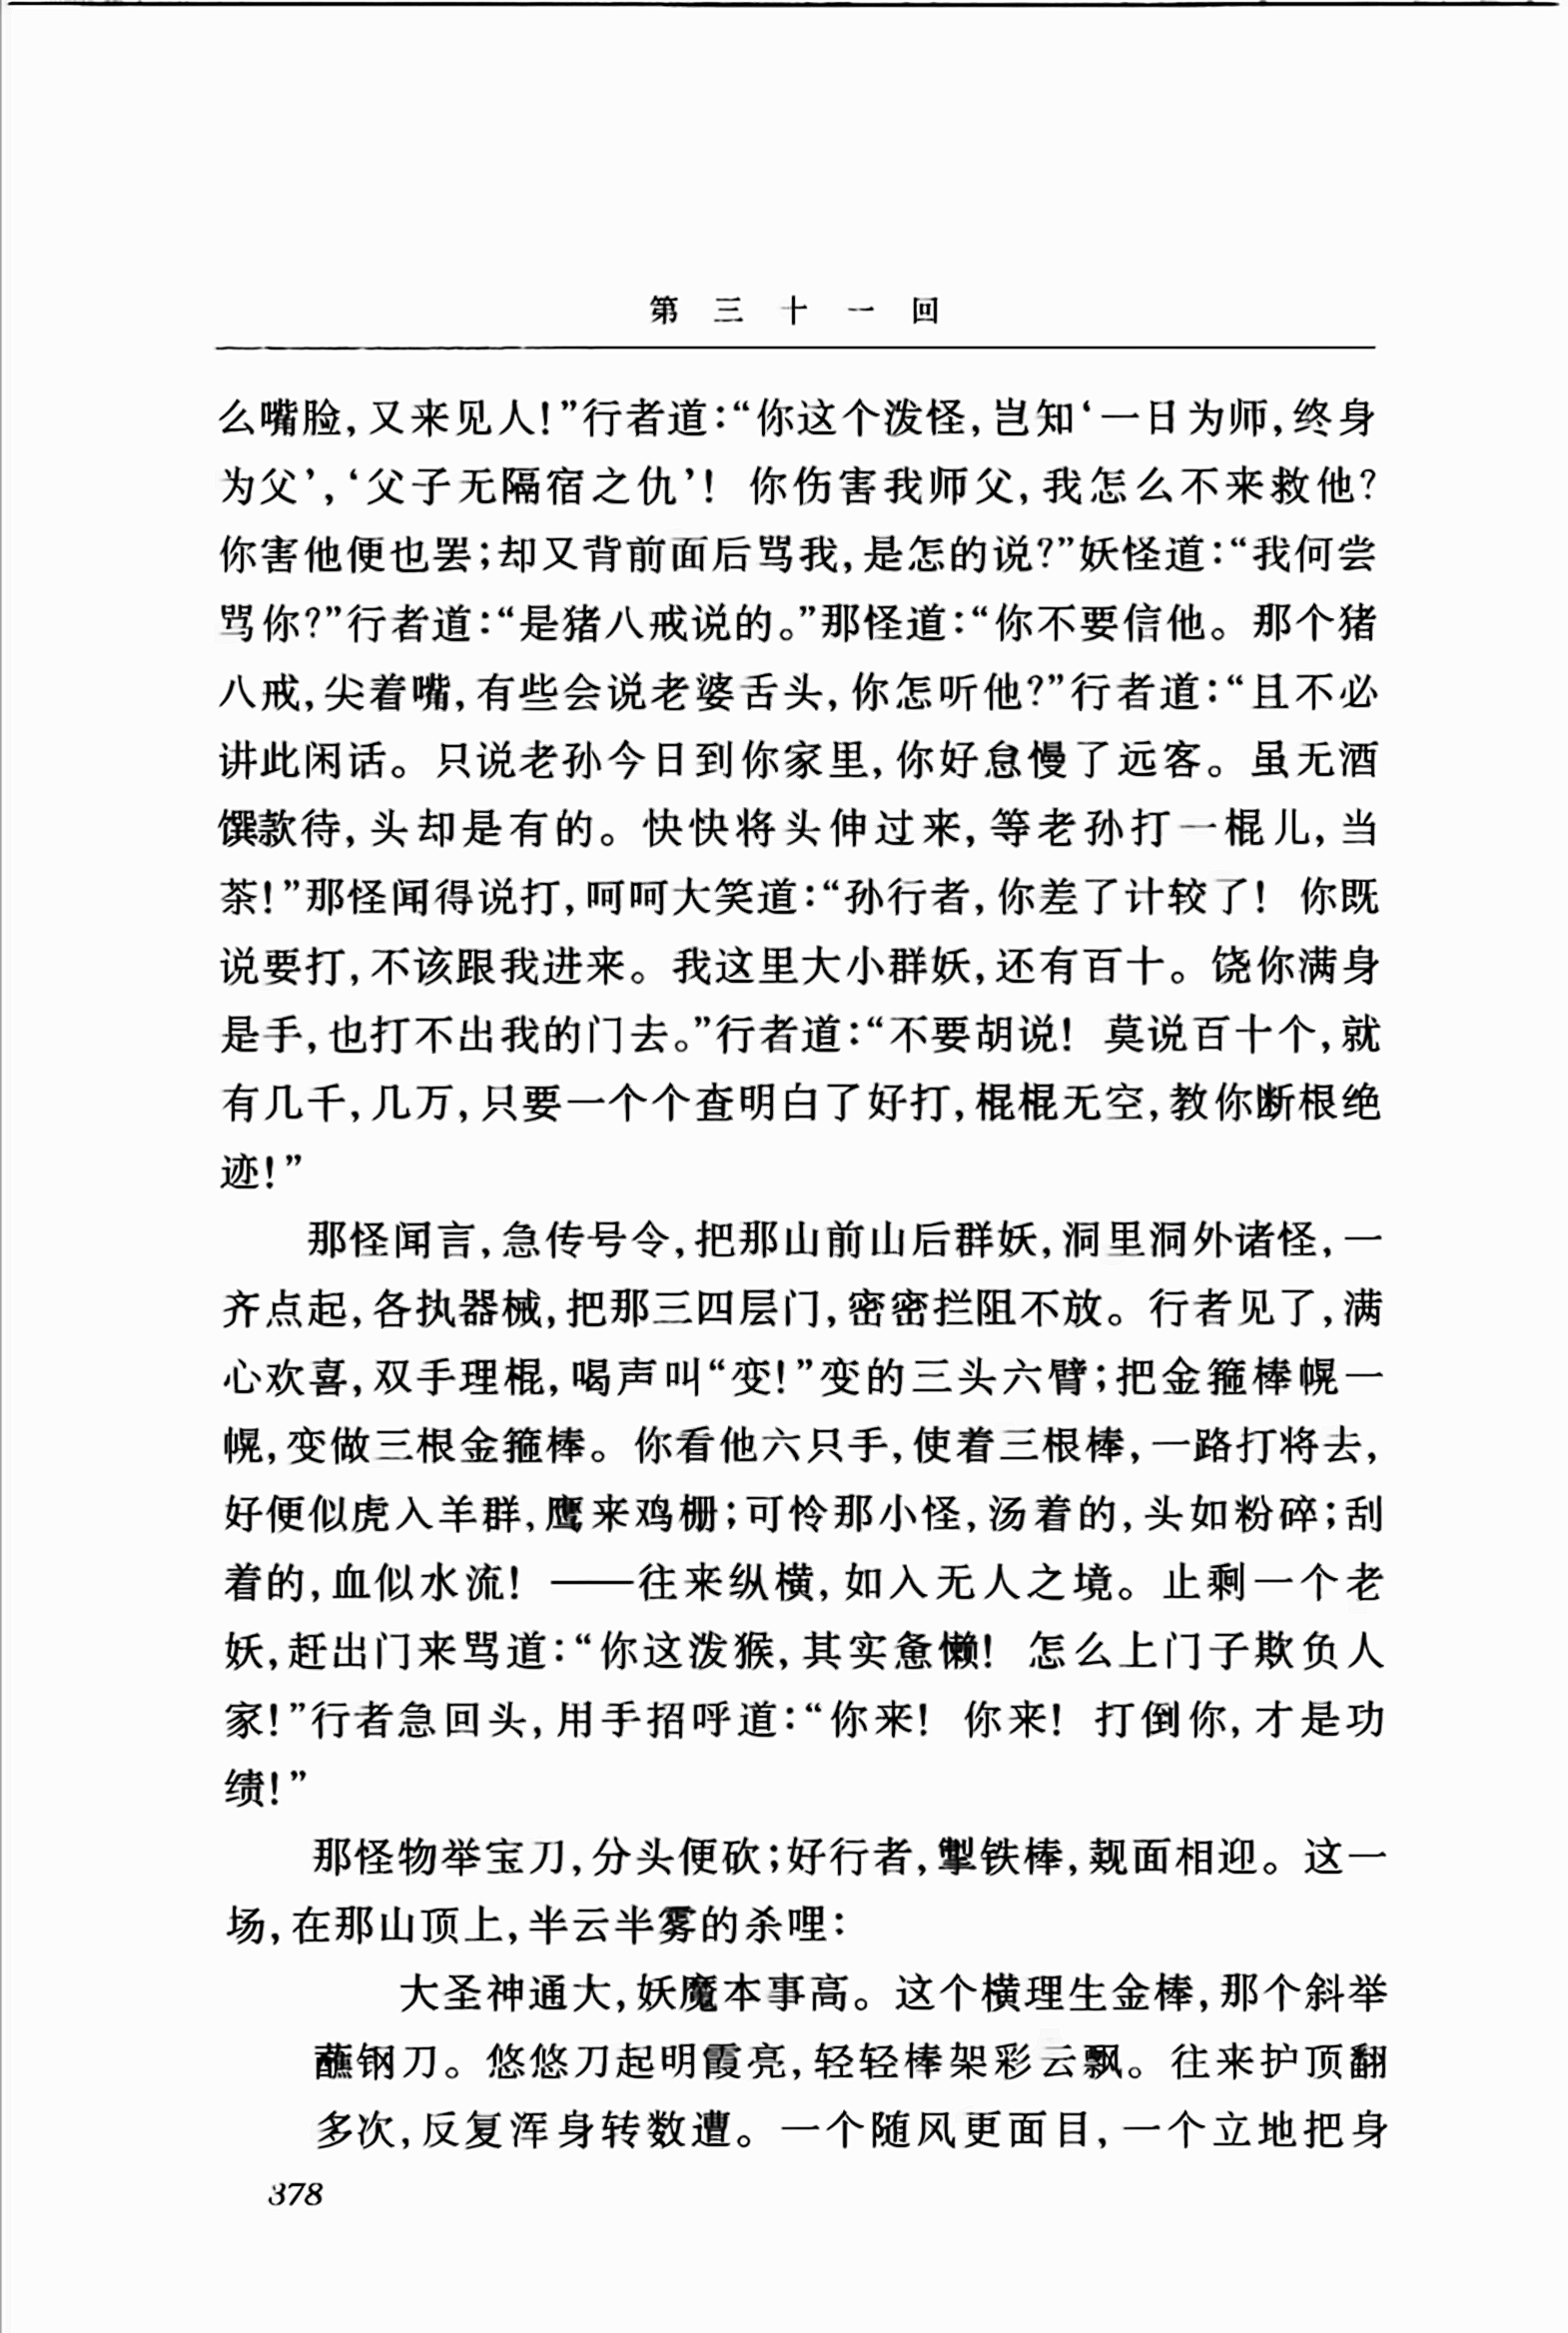 第三十一回
么嘴脸,又来见人!”行者道:“你这个泼怪,岂知‘一日为师,终身
为父’,‘父子无隔宿之仇’! 你伤害我师父,我怎么不来救他?
你害他便也罢;却又背前面后骂我,是怎的说?”妖怪道:“我何尝
骂你?”行者道:“是猪八戒说的。”那怪道:“你不要信他。那个猪
八戒,尖着嘴,有些会说老婆舌头,你怎听他?”行者道:“且不必
讲此闲话。只说老孙今日到你家里,你好怠慢了远客。虽无酒
馔款待,头却是有的。快快将头伸过来,等老孙打一棍儿,当
茶!”那怪闻得说打,呵呵大笑道:“孙行者,你差了计较了! 你既
说要打,不该跟我进来。我这里大小群妖,还有百十。饶你满身
是手,也打不出我的门去。”行者道:“不要胡说! 莫说百十个,就
有几千,几万,只要一个个查明白了好打,棍棍无空,教你断根绝
迹!”
那怪闻言,急传号令,把那山前山后群妖,洞里洞外诸怪,一
齐点起,各执器械,把那三四层门,密密拦阻不放。行者见了,满
心欢喜,双手理棍,喝声叫“变!”变的三头六臂;把金箍棒幌一
幌,变做三根金箍棒。你看他六只手,使着三根棒,一路打将去,
好便似虎入羊群,鹰来鸡栅;可怜那小怪,汤着的,头如粉碎;刮
着的,血似水流! ——往来纵横,如入无人之境。止剩一个老
妖,赶出门来骂道:“你这泼猴,其实惫懒! 怎么上门子欺负人
家!”行者急回头,用手招呼道:“你来! 你来! 打倒你,才是功
绩!”
那怪物举宝刀,分头便砍;好行者,掣铁棒,觌面相迎。这一
场,在那山顶上,半云半雾的杀哩:
大圣神通大,妖魔本事高。这个横理生金棒,那个斜举
蘸钢刀。悠悠刀起明霞亮,轻轻棒架彩云飘。往来护顶翻
多次,反复浑身转数遭。一个随风更面目,一个立地把身
378